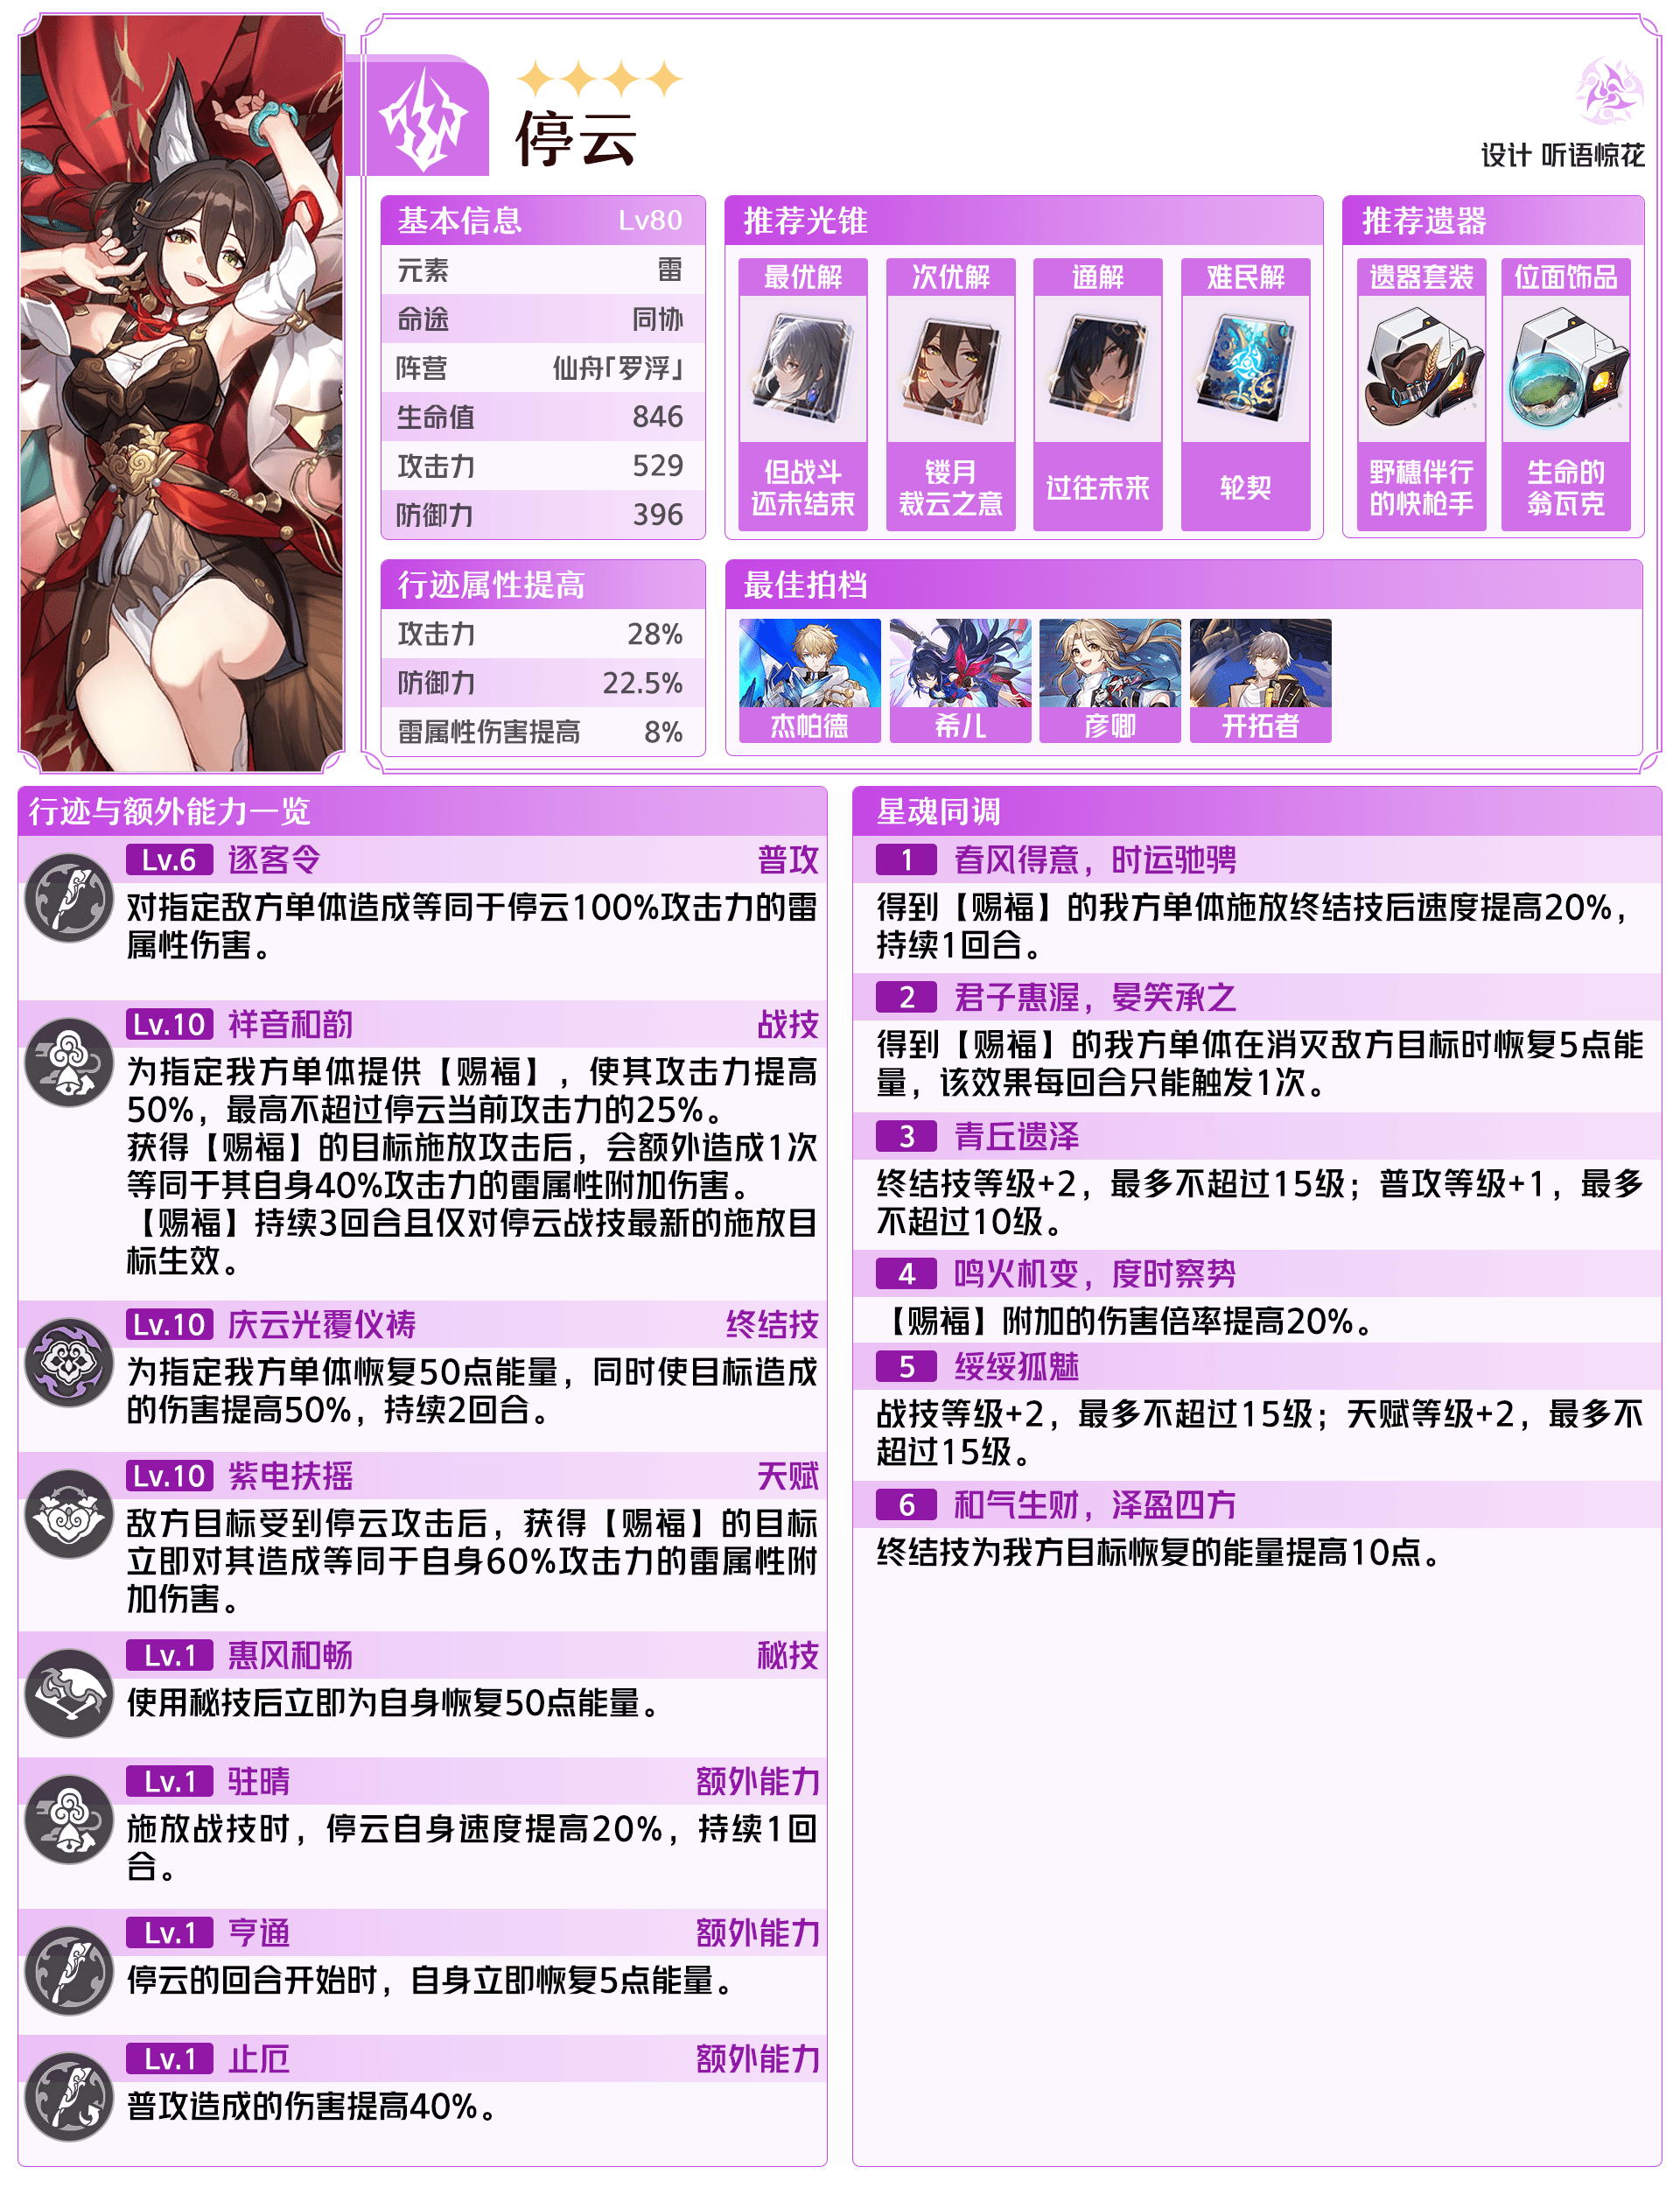 停云
设计 听语惊花
基本信息 Lv80
元素 雷
命途 同协
阵营 仙舟「罗浮」
生命值 846
攻击力 529
防御力 396
推荐光锥
最优解
但战斗
还未结束
次优解
镂月
裁云之意
通解
过往未来
难民解
轮契
推荐遗器
遗器套装
野穗伴行
的快枪手
位面饰品
生命的
翁瓦克
行迹属性提高
攻击力 28%
防御力 22.5%
雷属性伤害提高 8%
最佳拍档
杰帕德 希儿 彦卿 开拓者
行迹与额外能力一览
Lv.6 逐客令 普攻
对指定敌方单体造成等同于停云100%攻击力的雷
属性伤害。
Lv.10 祥音和韵 战技
为指定我方单体提供【赐福】，使其攻击力提高
50%，最高不超过停云当前攻击力的25%。
获得【赐福】的目标施放攻击后，会额外造成1次
等同于其自身40%攻击力的雷属性附加伤害。
【赐福】持续3回合且仅对停云战技最新的施放目
标生效。
Lv.10 庆云光覆仪祷 终结技
为指定我方单体恢复50点能量，同时使目标造成
的伤害提高50%，持续2回合。
Lv.10 紫电扶摇 天赋
敌方目标受到停云攻击后，获得【赐福】的目标
立即对其造成等同于自身60%攻击力的雷属性附
加伤害。
Lv.1 惠风和畅 秘技
使用秘技后立即为自身恢复50点能量。
Lv.1 驻晴 额外能力
施放战技时，停云自身速度提高20%，持续1回
合。
Lv.1 亨通 额外能力
停云的回合开始时，自身立即恢复5点能量。
Lv.1 止厄 额外能力
普攻造成的伤害提高40%。
星魂同调
1 春风得意，时运驰骋
得到【赐福】的我方单体施放终结技后速度提高20%，
持续1回合。
2 君子惠渥，晏笑承之
得到【赐福】的我方单体在消灭敌方目标时恢复5点能
量，该效果每回合只能触发1次。
3 青丘遗泽
终结技等级+2，最多不超过15级；普攻等级+1，最多
不超过10级。
4 鸣火机变，度时察势
【赐福】附加的伤害倍率提高20%。
5 绥绥狐魅
战技等级+2，最多不超过15级；天赋等级+2，最多不
超过15级。
6 和气生财，泽盈四方
终结技为我方目标恢复的能量提高10点。